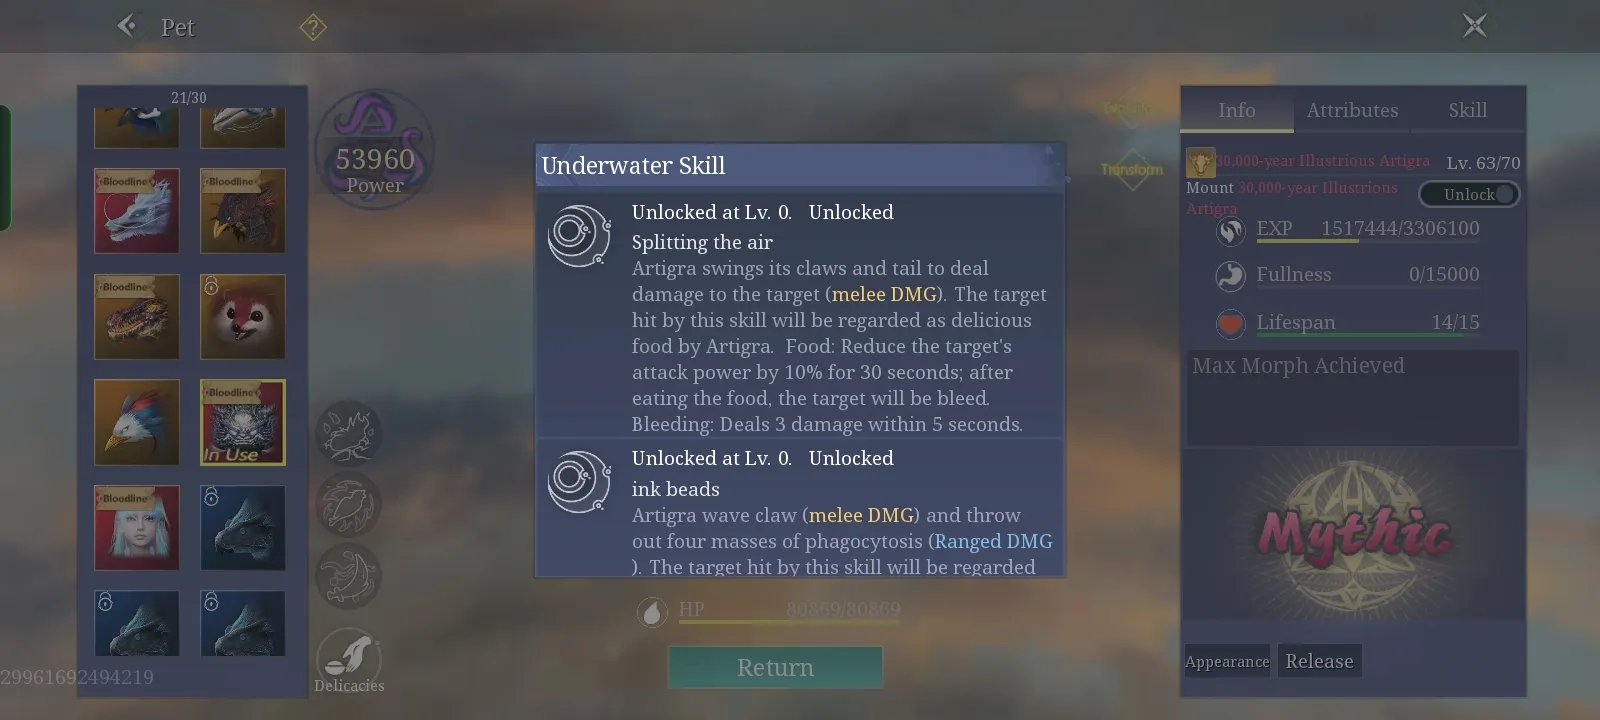 Pet
?
21/30
Bloodline
Bloodline
Bloodline
Bloodline
In Use
Bloodline
29961692494219
53960
Power
Delicacies
Underwater Skill
Unlocked at Lv. 0. Unlocked
Splitting the air
Artigra swings its claws and tail to deal
damage to the target (melee DMG). The target
hit by this skill will be regarded as delicious
food by Artigra. Food: Reduce the target's
attack power by 10% for 30 seconds; after
eating the food, the target will be bleed.
Bleeding: Deals 3 damage within 5 seconds.
Unlocked at Lv. 0. Unlocked
ink beads
Artigra wave claw (melee DMG) and throw
out four masses of phagocytosis (Ranged DMG
). The target hit by this skill will be regarded
HP 80869/80869
Return
Transform
Info Attributes Skill
30,000-year Illustrious Artigra Lv. 63/70
Mount 30,000-year Illustrious
Artigra
Unlock
EXP 1517444/3306100
Fullness 0/15000
Lifespan 14/15
Max Morph Achieved
Mythic
Appearance Release